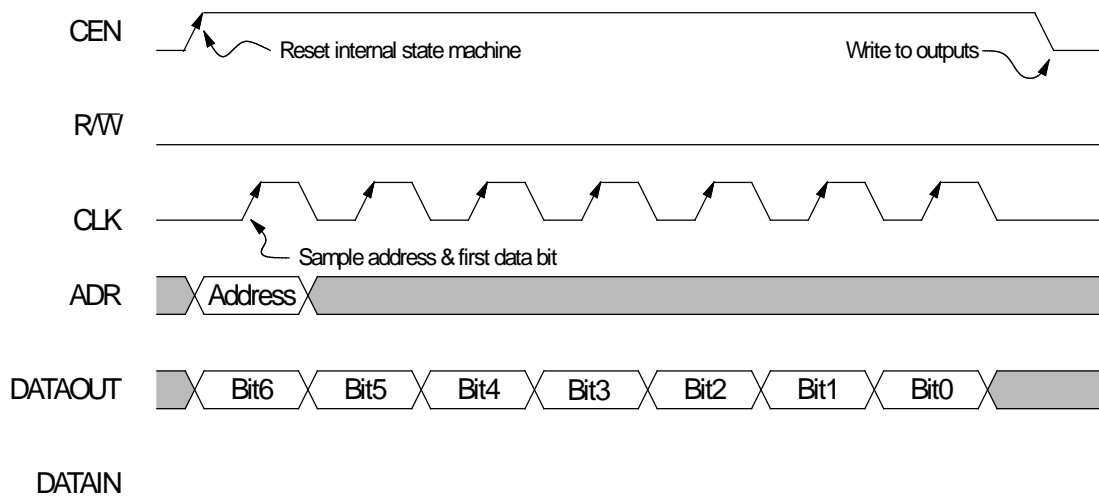 CEN
Reset internal state machine
Write to outputs
R/W̅
CLK
Sample address & first data bit
ADR
Address
DATAOUT
Bit6 Bit5 Bit4 Bit3 Bit2 Bit1 Bit0
DATAIN